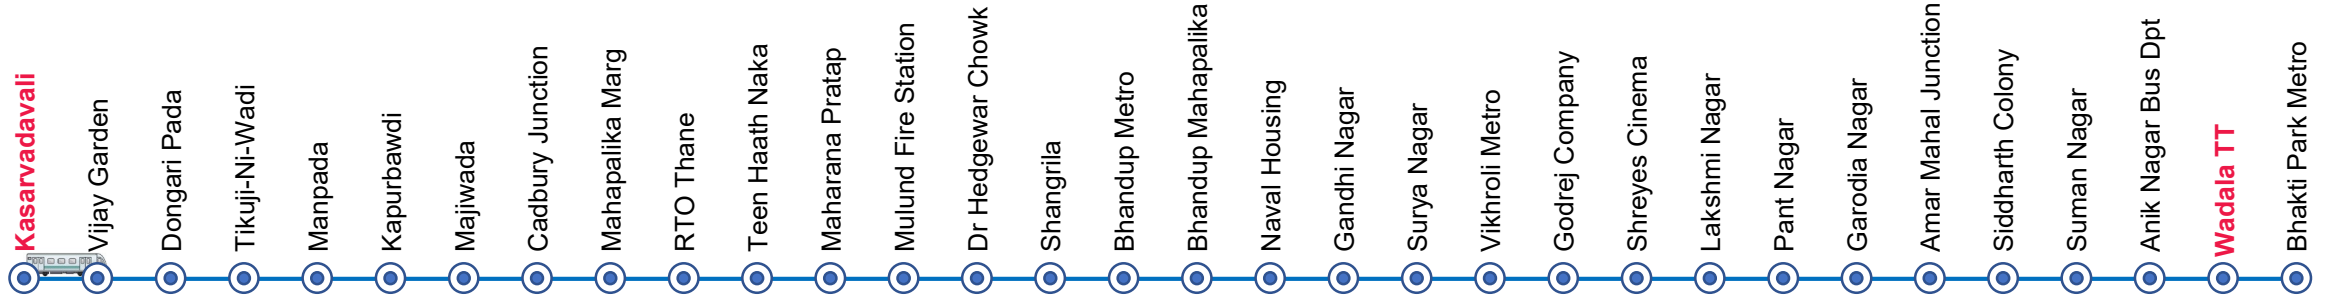 Kasarvadavali
Vijay Garden
Dongari Pada
Tikuji-Ni-Wadi
Manpada
Kapurbawdi
Majiwada
Cadbury Junction
Mahapalika Marg
RTO Thane
Teen Haath Naka
Maharana Pratap
Mulund Fire Station
Dr Hedgewar Chowk
Shangrila
Bhandup Metro
Bhandup Mahapalika
Naval Housing
Gandhi Nagar
Surya Nagar
Vikhroli Metro
Godrej Company
Shreyes Cinema
Lakshmi Nagar
Pant Nagar
Garodia Nagar
Amar Mahal Junction
Siddharth Colony
Suman Nagar
Anik Nagar Bus Dpt
Wadala TT
Bhakti Park Metro